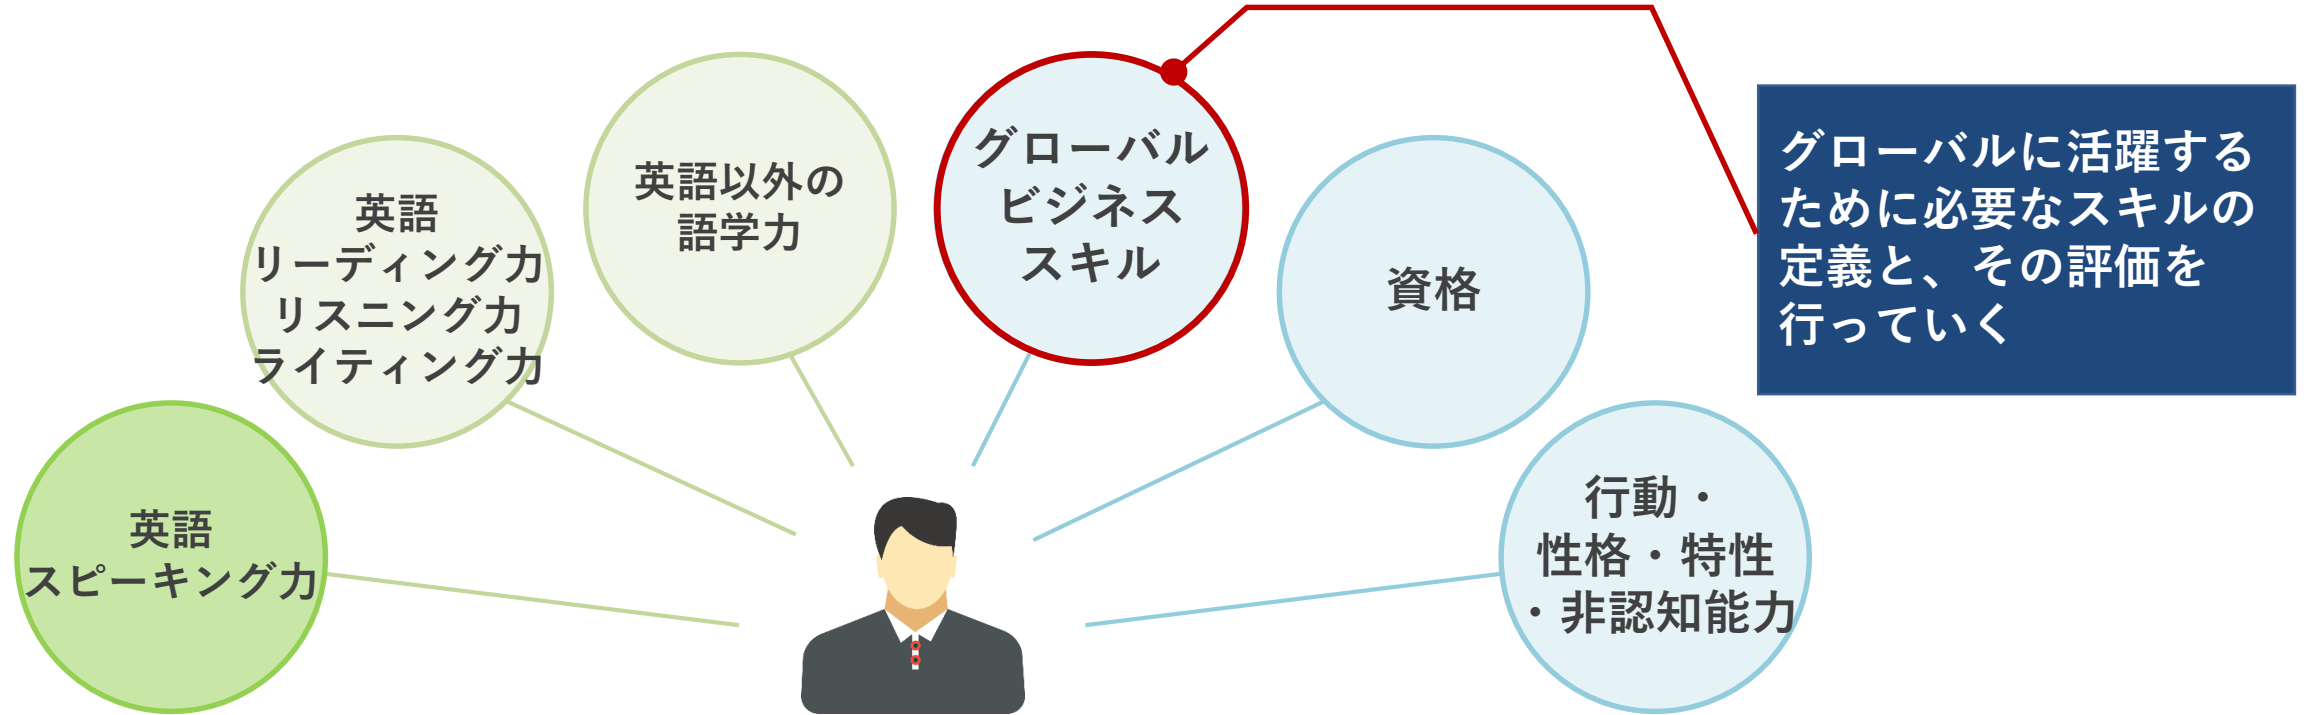 英語
スピーキング力
英語
リーディング力
リスニング力
ライティング力
英語以外の
語学力
グローバル
ビジネス
スキル
資格
行動・
性格・特性
・非認知能力
グローバルに活躍する
ために必要なスキルの
定義と、その評価を
行っていく